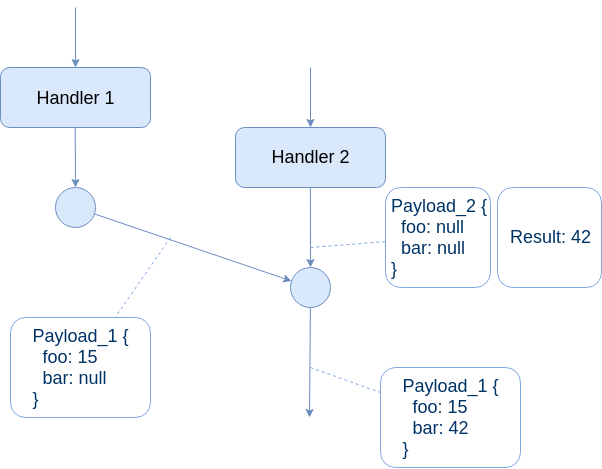 Handler 1
Handler 2
Payload_2 {
foo: null
bar: null
}
Result: 42
Payload_1 {
foo: 15
bar: null
}
Payload_1 {
foo: 15
bar: 42
}